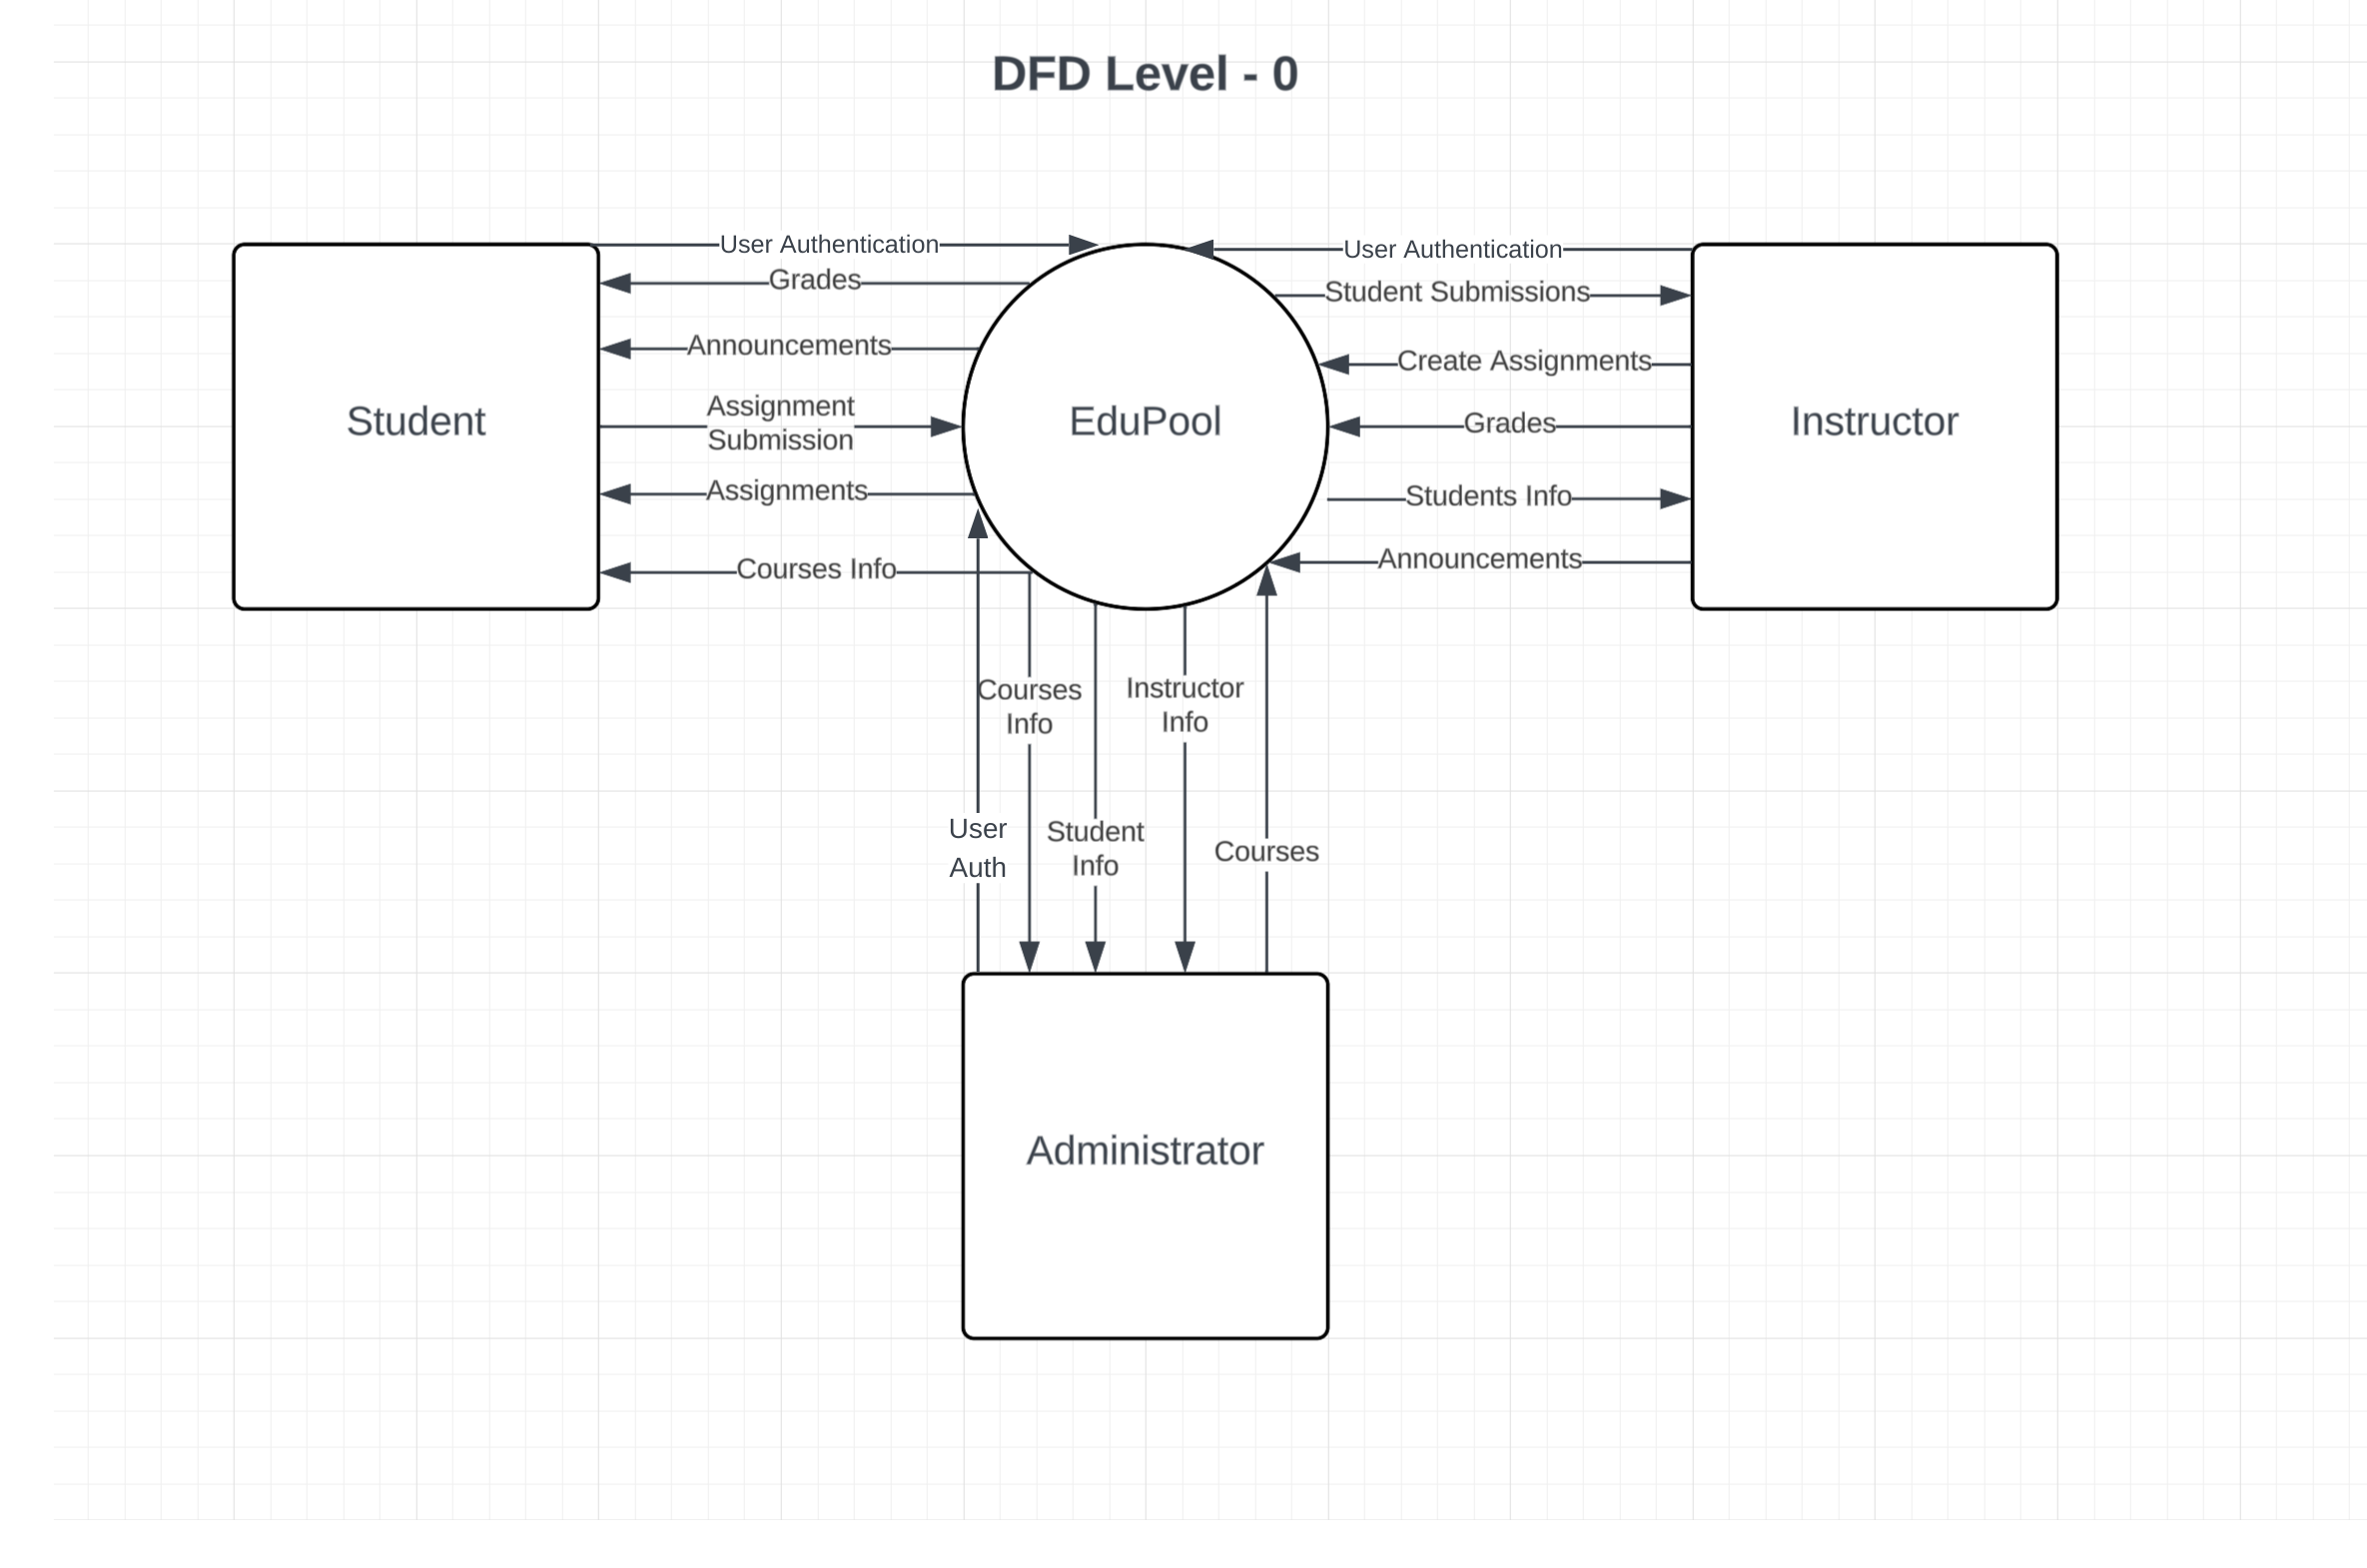 DFD Level - 0
User Authentication
User Authentication
Grades
Student Submissions
Announcements
Create Assignments
Assignment
Submission
Student
EduPool
Grades
Instructor
Assignments
Students Info
Courses Info
Announcements
Courses
Info
Instructor
Info
User
Auth
Student
Info
Courses
Administrator